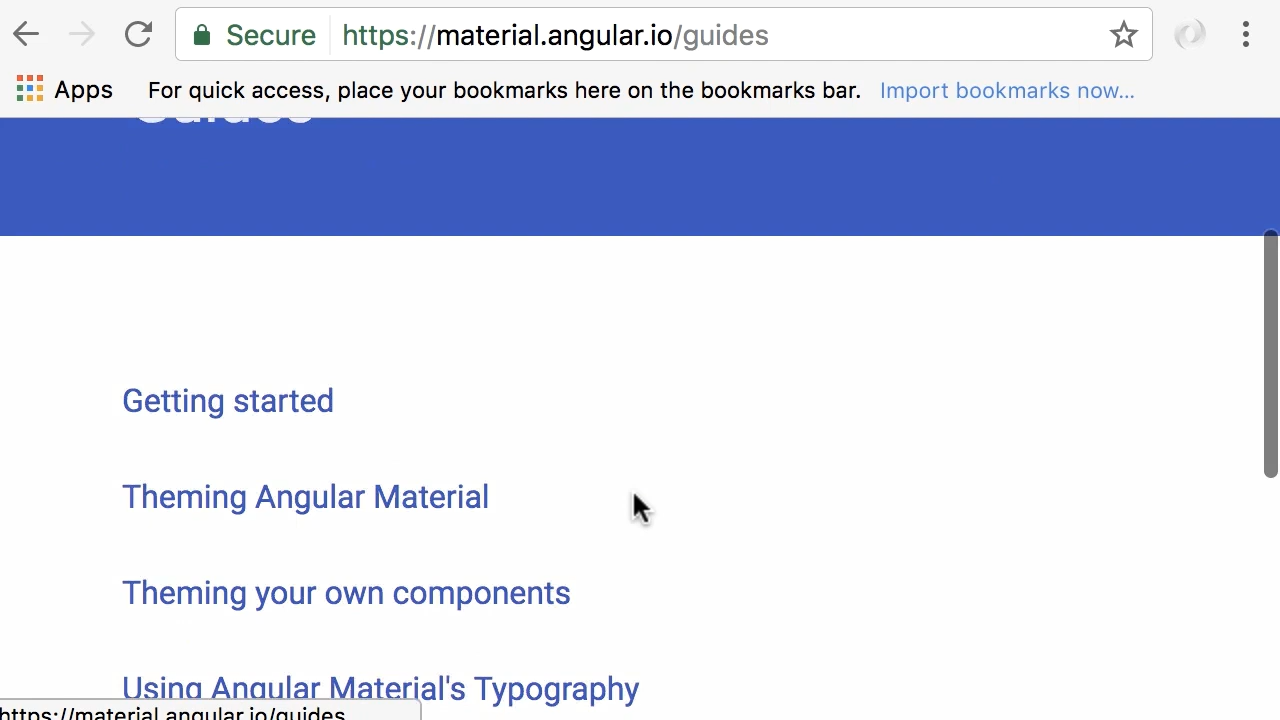 Secure https://material.angular.io/guides
Apps For quick access, place your bookmarks here on the bookmarks bar. Import bookmarks now...
Guides
Getting started
Theming Angular Material
Theming your own components
Using Angular Material's Typography
https://material.angular.io/guides